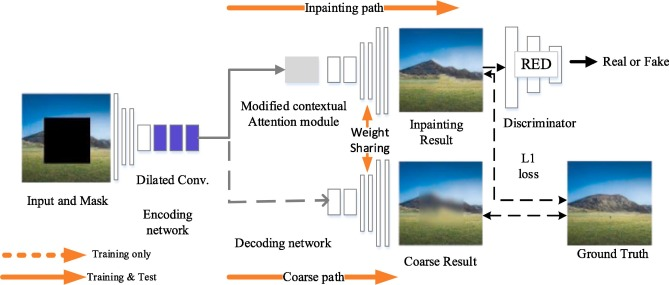 Inpainting path
RED
Real or Fake
Modified contextual
Attention module
Inpainting
Result
Discriminator
Weight
Sharing
L1
loss
Dilated Conv.
Input and Mask
Encoding
network
Decoding network
Coarse Result
Ground Truth
Training only
Training & Test
Coarse path